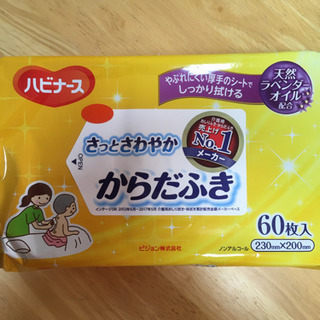 ハビナース
やぶれにくい厚手のシートで
しっかり拭ける
天然
ラベンダー
オイル
配合
売上げ
No.1
メーカー
OPEN
さっとさわやか
からだふき
60枚入
230mm×200mm
ピジョン株式会社
ノンアルコール